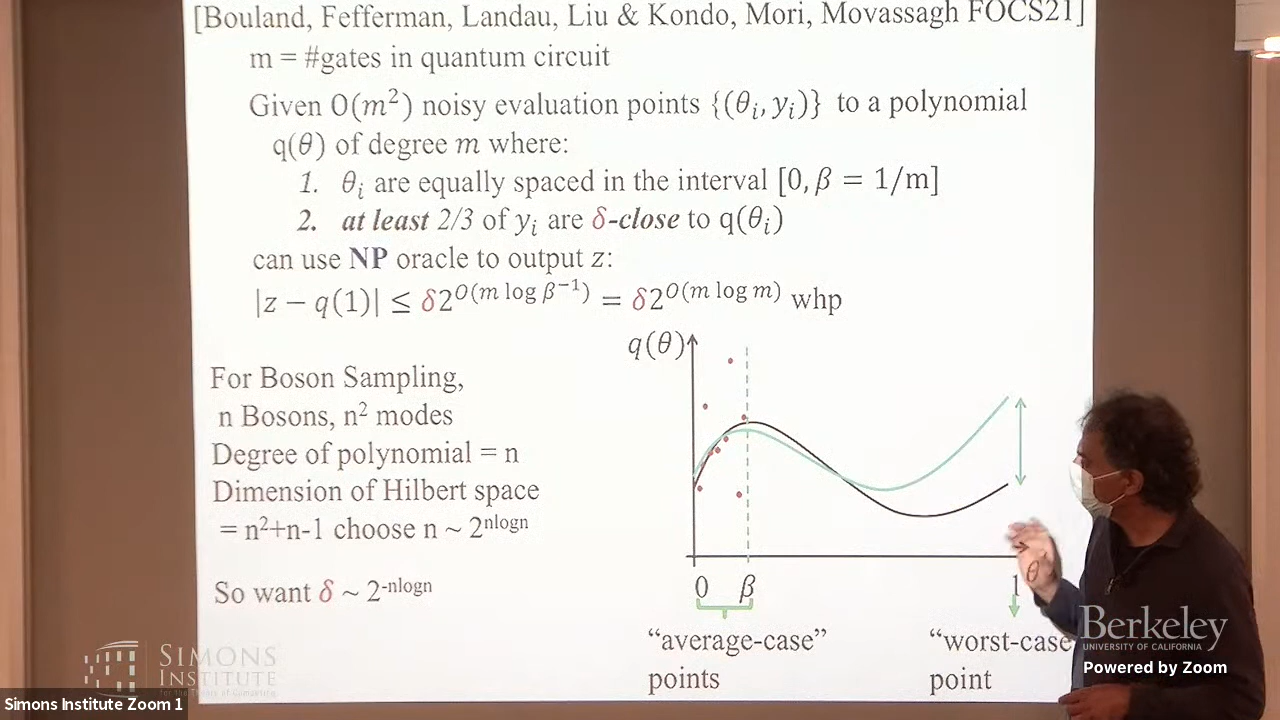 [Bouland, Fefferman, Landau, Liu & Kondo, Mori, Movassagh FOCS21]
m = #gates in quantum circuit
Given O(m²) noisy evaluation points {(θᵢ, yᵢ)} to a polynomial
q(θ) of degree m where:
1. θᵢ are equally spaced in the interval [0, β = 1/m]
2. at least 2/3 of yᵢ are δ-close to q(θᵢ)
can use NP oracle to output z:
|z − q(1)| ≤ δ2^{O(m log β⁻¹)} = δ2^{O(m log m)} whp
q(θ)
For Boson Sampling,
n Bosons, n² modes
Degree of polynomial = n
Dimension of Hilbert space
= n²+n-1 choose n ~ 2^{nlogn}
So want δ ~ 2^{-nlogn}
0 β 1 θ
"average-case"
points
"worst-case
point
SIMONS
INSTITUTE
for the Theory of Computing
Berkeley
UNIVERSITY OF CALIFORNIA
Powered by Zoom
Simons Institute Zoom 1